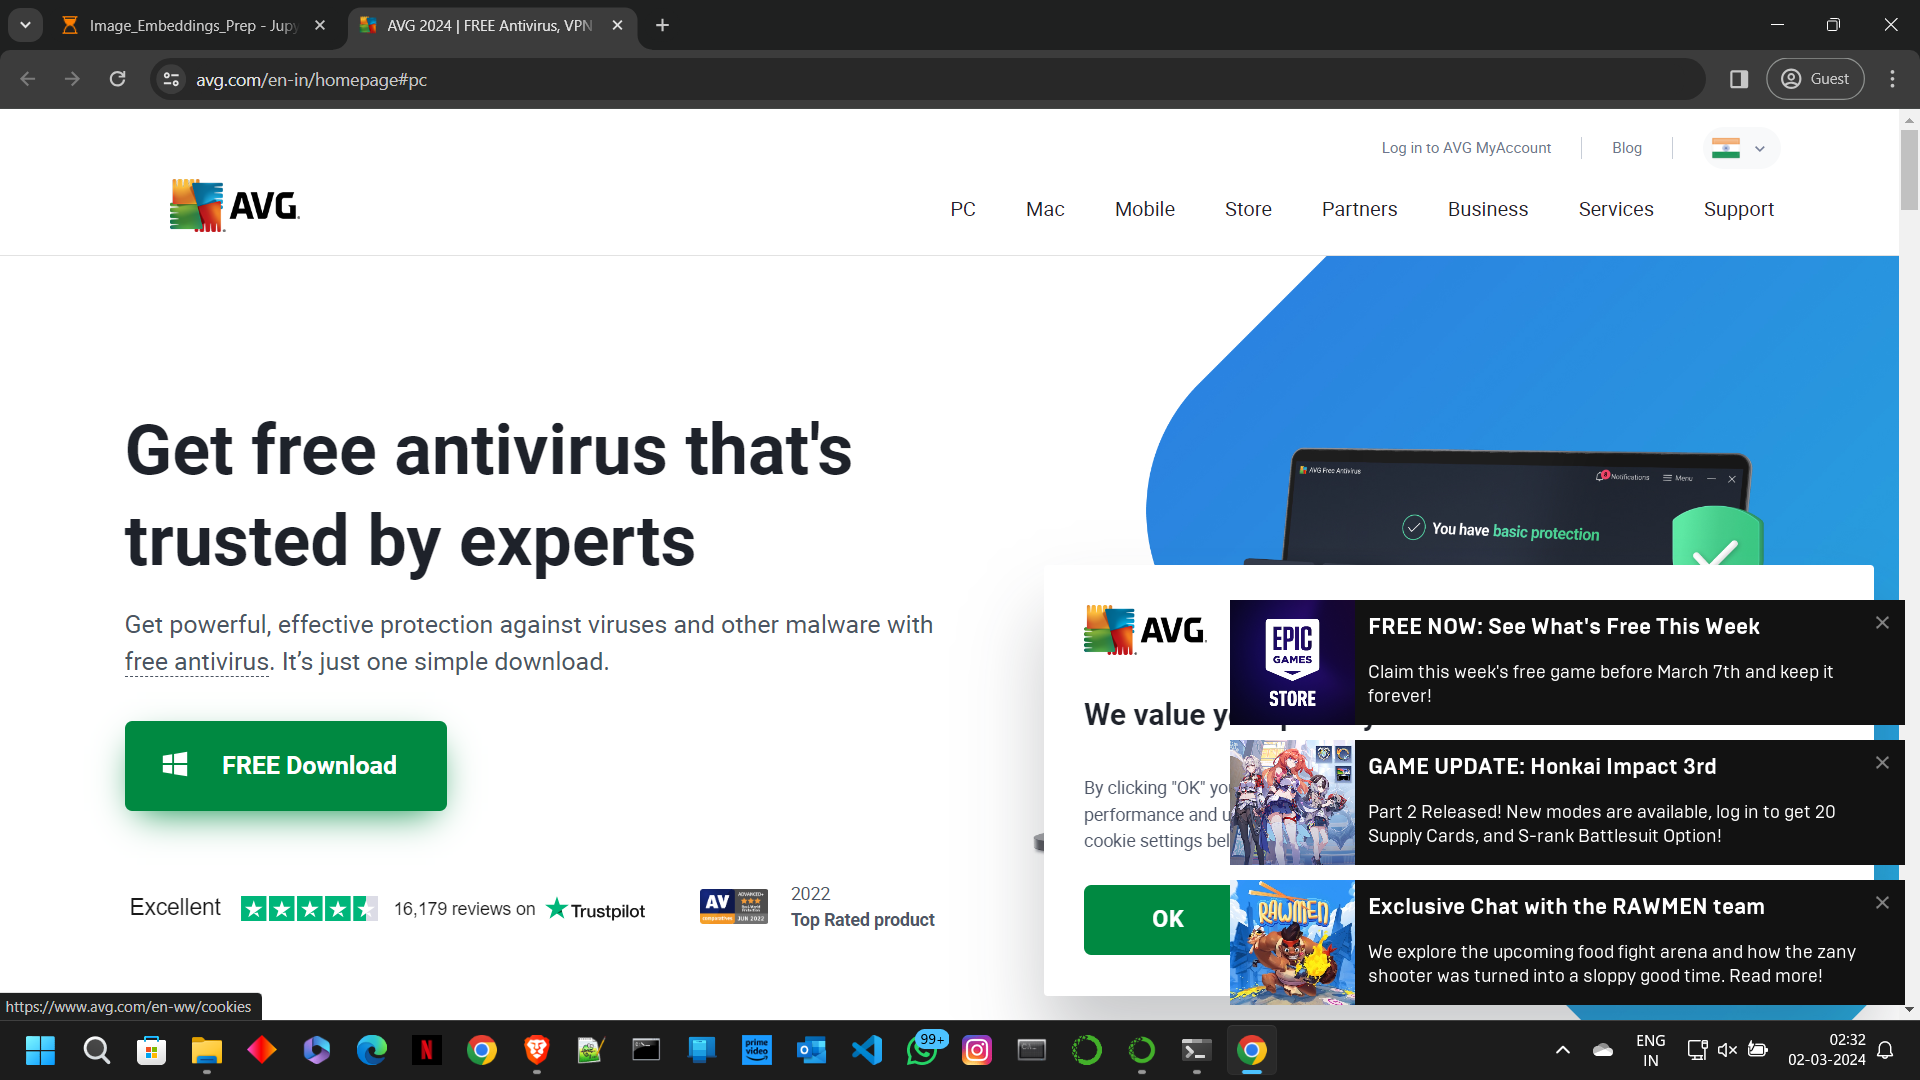 Image_Embeddings_Prep - Jupy
AVG 2024 | FREE Antivirus, VPN
avg.com/en-in/homepage#pc
Guest
Log in to AVG MyAccount
Blog
AVG
PC
Mac
Mobile
Store
Partners
Business
Services
Support
Get free antivirus that's
trusted by experts
Get powerful, effective protection against viruses and other malware with
free antivirus. It’s just one simple download.
FREE Download
Excellent
16,179 reviews on
Trustpilot
AV
comparatives
ADVANCED+
JUN 2022
2022
Top Rated product
AVG Free Antivirus
Notifications
Menu
You have basic protection
AVG
We value
By clicking "OK"
performance and
cookie settings
OK
EPIC
GAMES
STORE
FREE NOW: See What's Free This Week
Claim this week's free game before March 7th and keep it
forever!
GAME UPDATE: Honkai Impact 3rd
Part 2 Released! New modes are available, log in to get 20
Supply Cards, and S-rank Battlesuit Option!
RAWMEN
Exclusive Chat with the RAWMEN team
We explore the upcoming food fight arena and how the zany
shooter was turned into a sloppy good time. Read more!
https://www.avg.com/en-ww/cookies
prime
video
99+
ENG
IN
02:32
02-03-2024